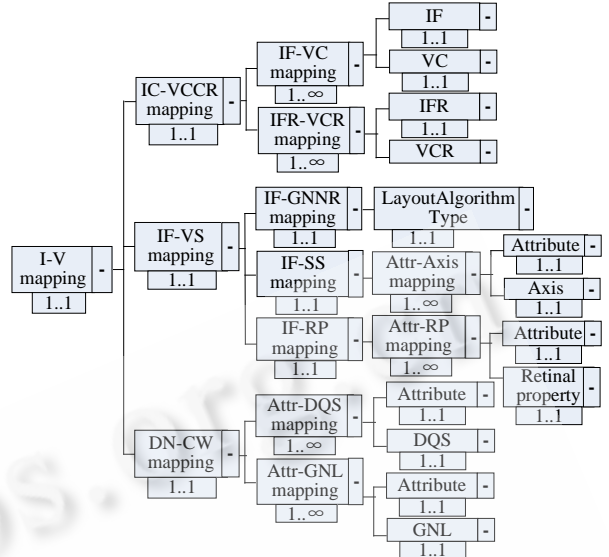 IF -
1..1
VC -
1..1
IF-VC
mapping -
1..∞
IC-VCCR
mapping -
1..1
IFR-VCR
mapping -
1..∞
IFR -
1..1
VCR -
IF-GNNR
mapping -
1..1
LayoutAlgorithm
Type -
1..1
IF-VS
mapping -
1..1
I-V
mapping -
1..1
IF-SS
mapping -
1..1
Attr-Axis
mapping -
1..∞
Attribute -
1..1
Axis -
1..1
IF-RP
mapping -
1..1
Attr-RP
mapping -
1..∞
Attribute -
1..1
Retinal
property -
1..1
DN-CW
mapping -
1..1
Attr-DQS
mapping -
1..∞
Attribute -
1..1
DQS -
1..1
Attr-GNL
mapping -
1..∞
Attribute -
1..1
GNL -
1..1